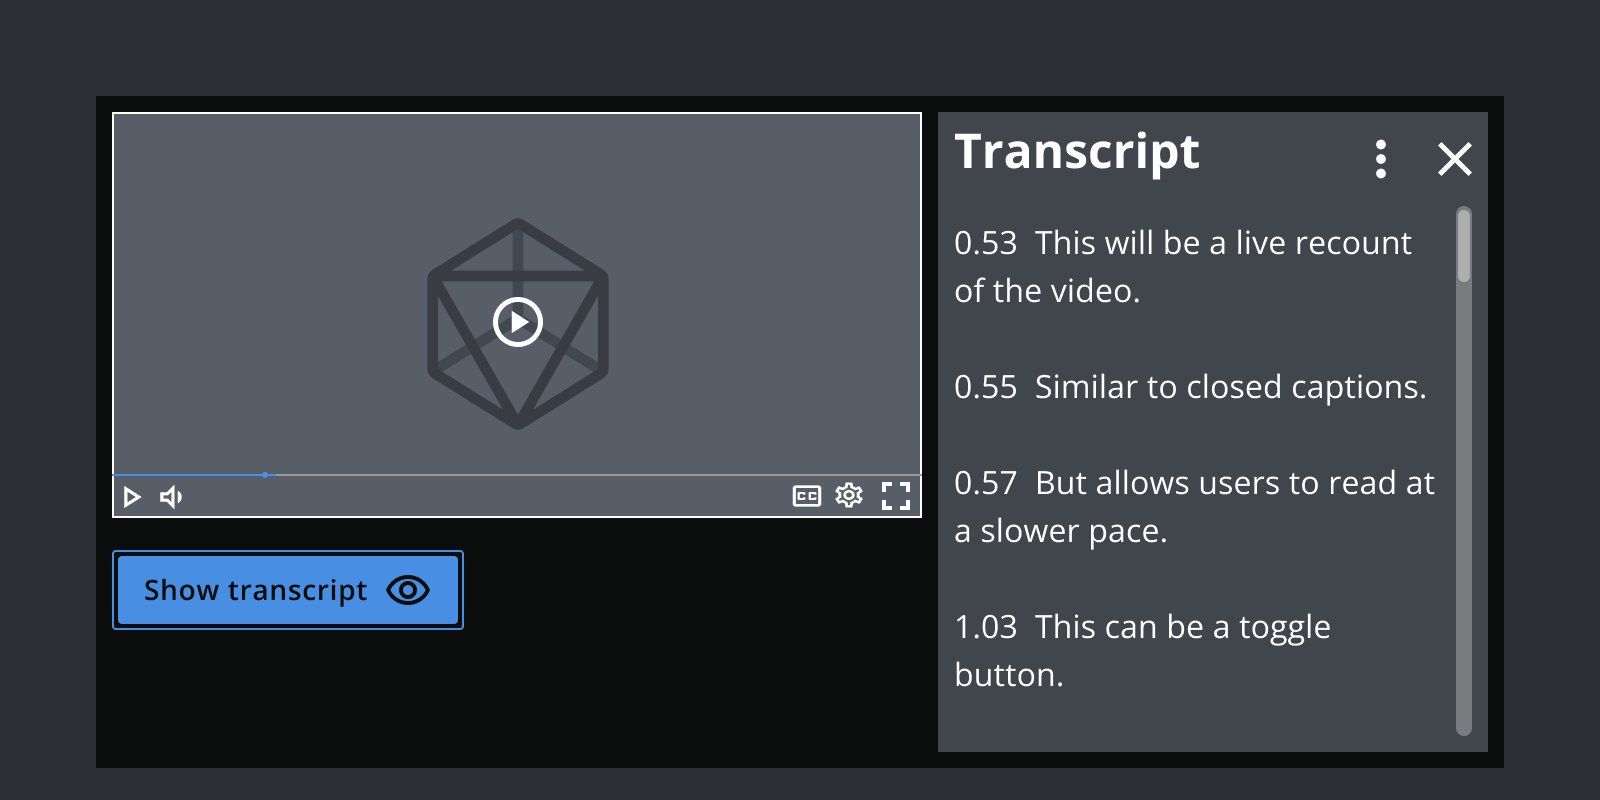 Transcript
0.53 This will be a live recount
of the video.
0.55 Similar to closed captions.
0.57 But allows users to read at
a slower pace.
1.03 This can be a toggle
button.
CC
Show transcript